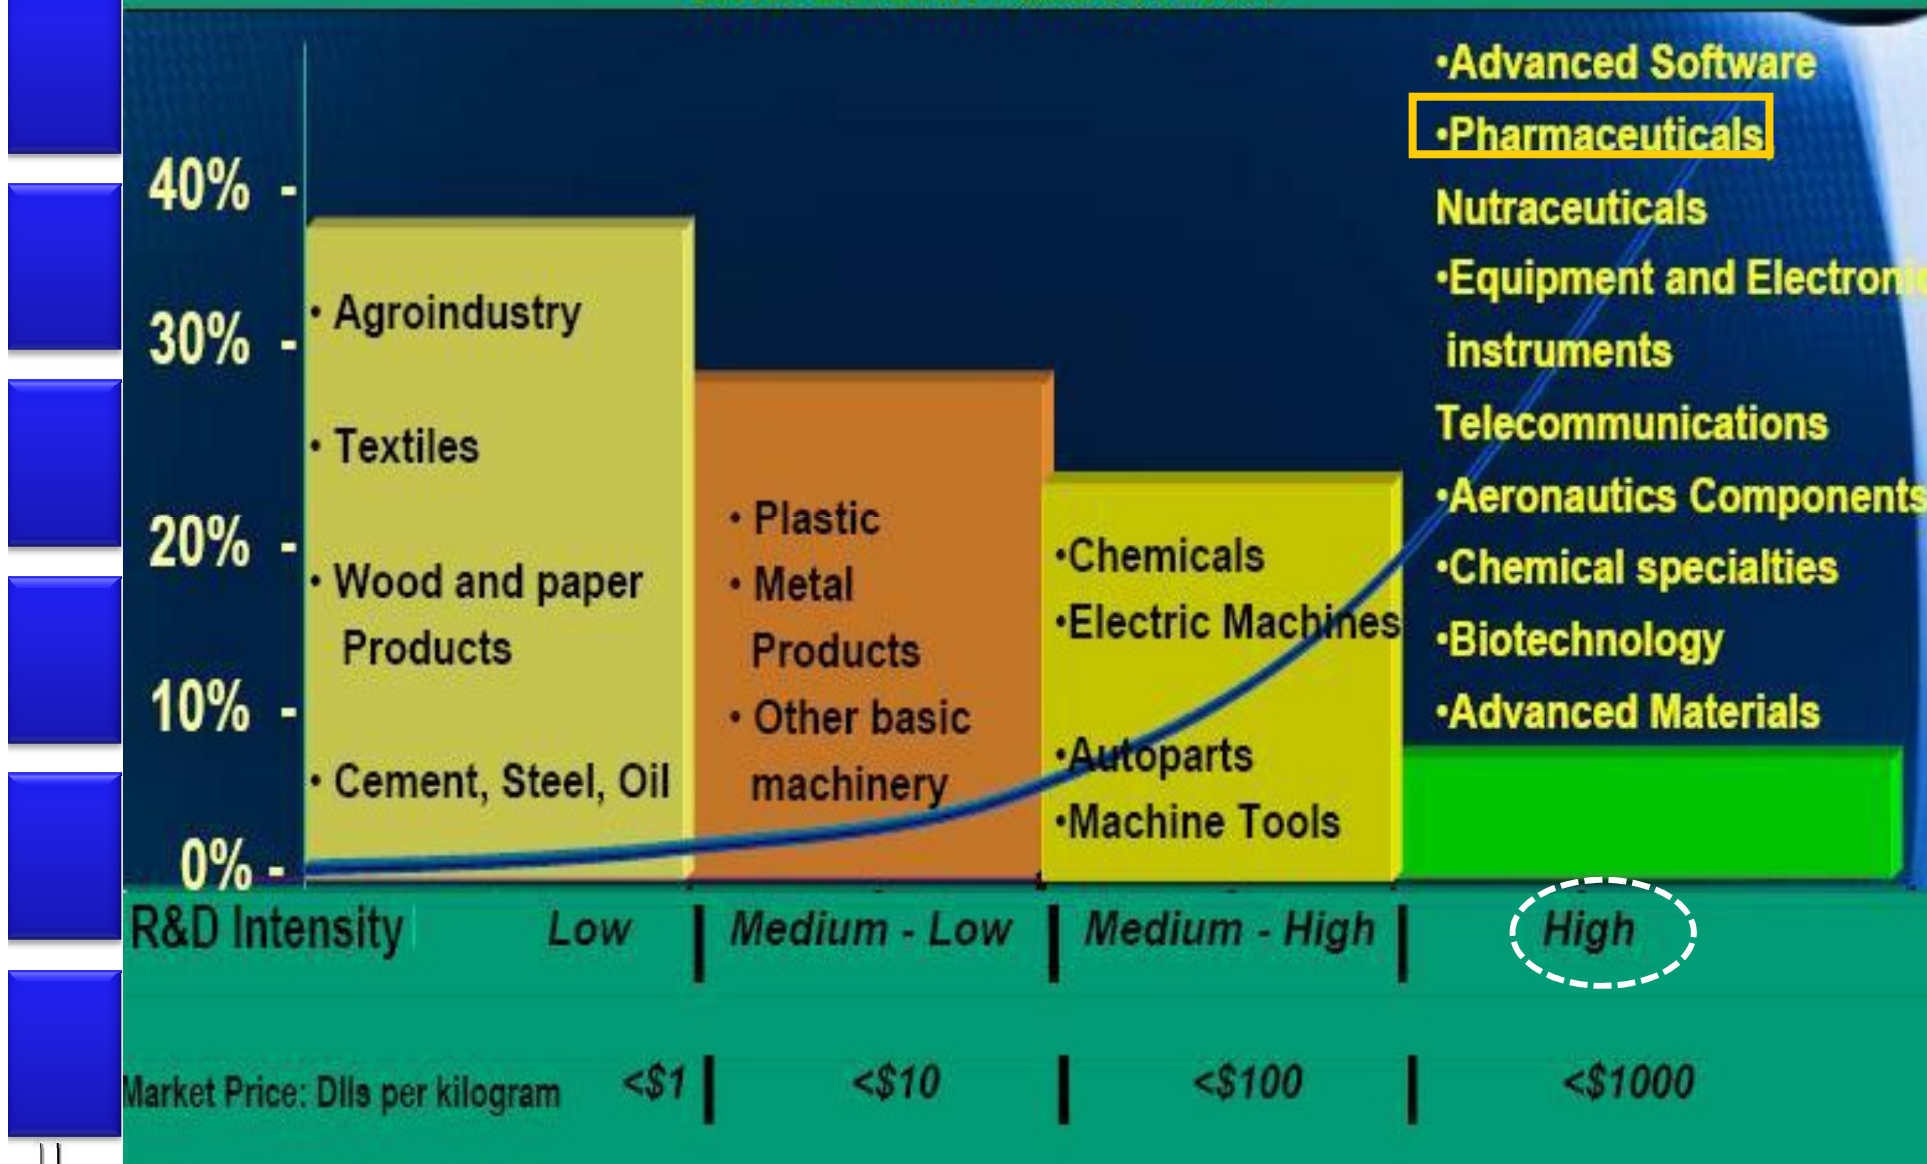 40% -
30% -
20% -
10% -
0% -
• Agroindustry
• Textiles
• Wood and paper
Products
• Cement, Steel, Oil
• Plastic
• Metal
Products
• Other basic
machinery
•Chemicals
•Electric Machines
•Autoparts
•Machine Tools
•Advanced Software
•Pharmaceuticals
Nutraceuticals
•Equipment and Electronic
instruments
Telecommunications
•Aeronautics Components
•Chemical specialties
•Biotechnology
•Advanced Materials
R&D Intensity Low Medium - Low Medium - High High
Market Price: Dlls per kilogram <$1 <$10 <$100 <$1000